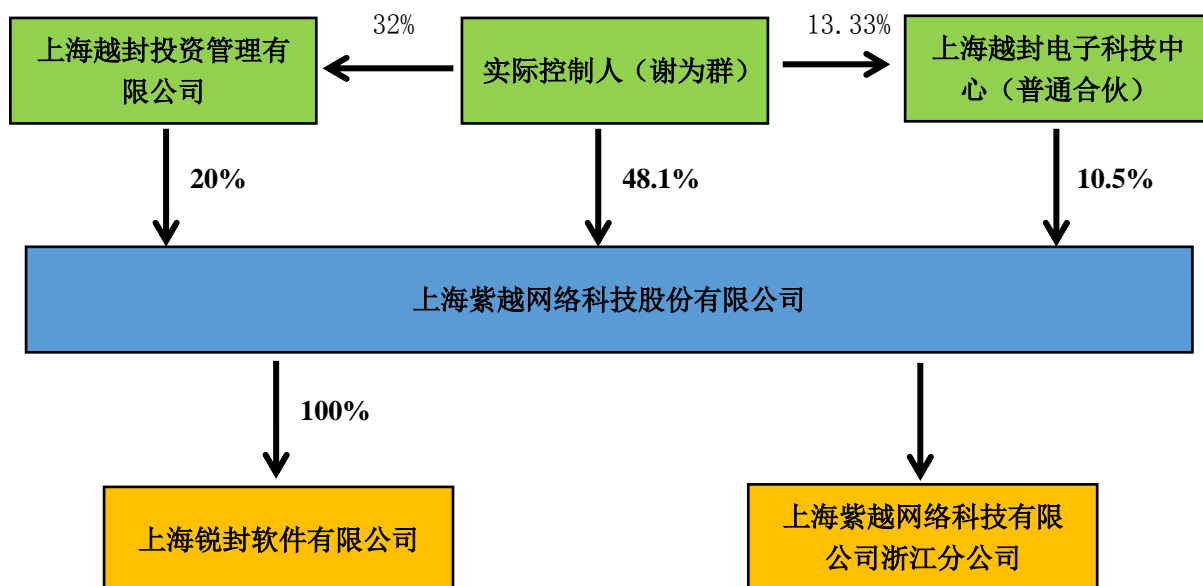 32%
13.33%
上海越封投资管理有
限公司
实际控制人（谢为群）
上海越封电子科技中
心（普通合伙）
20%
48.1%
10.5%
上海紫越网络科技股份有限公司
100%
上海锐封软件有限公司
上海紫越网络科技有限
公司浙江分公司